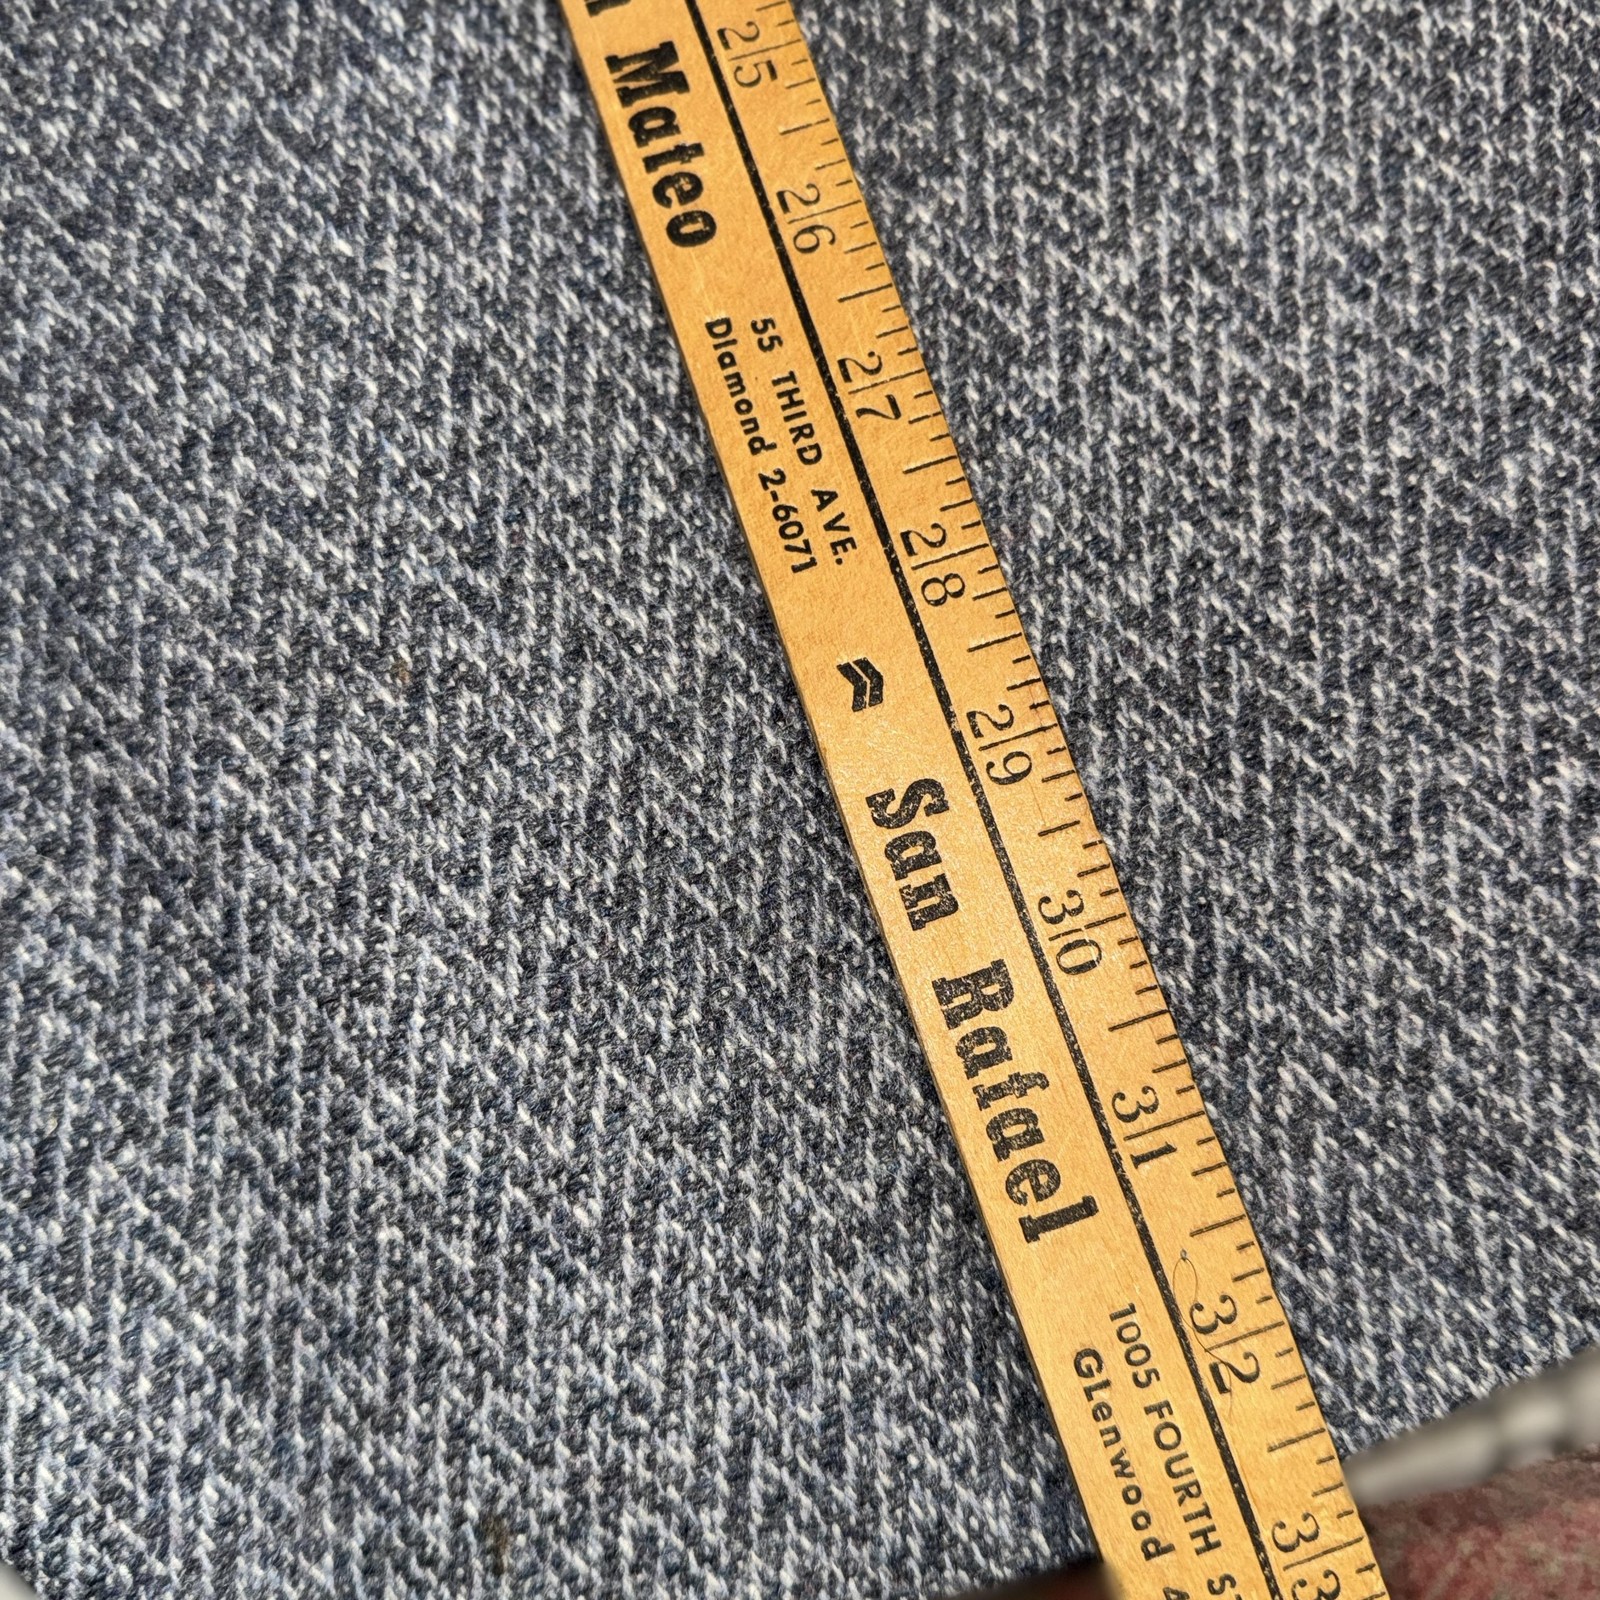 Mateo
55 THIRD AVE.
DIamond 2-6071
San Rafael
1005 FOURTH
GLenwood
25 26 27 28 29 30 31 32 33